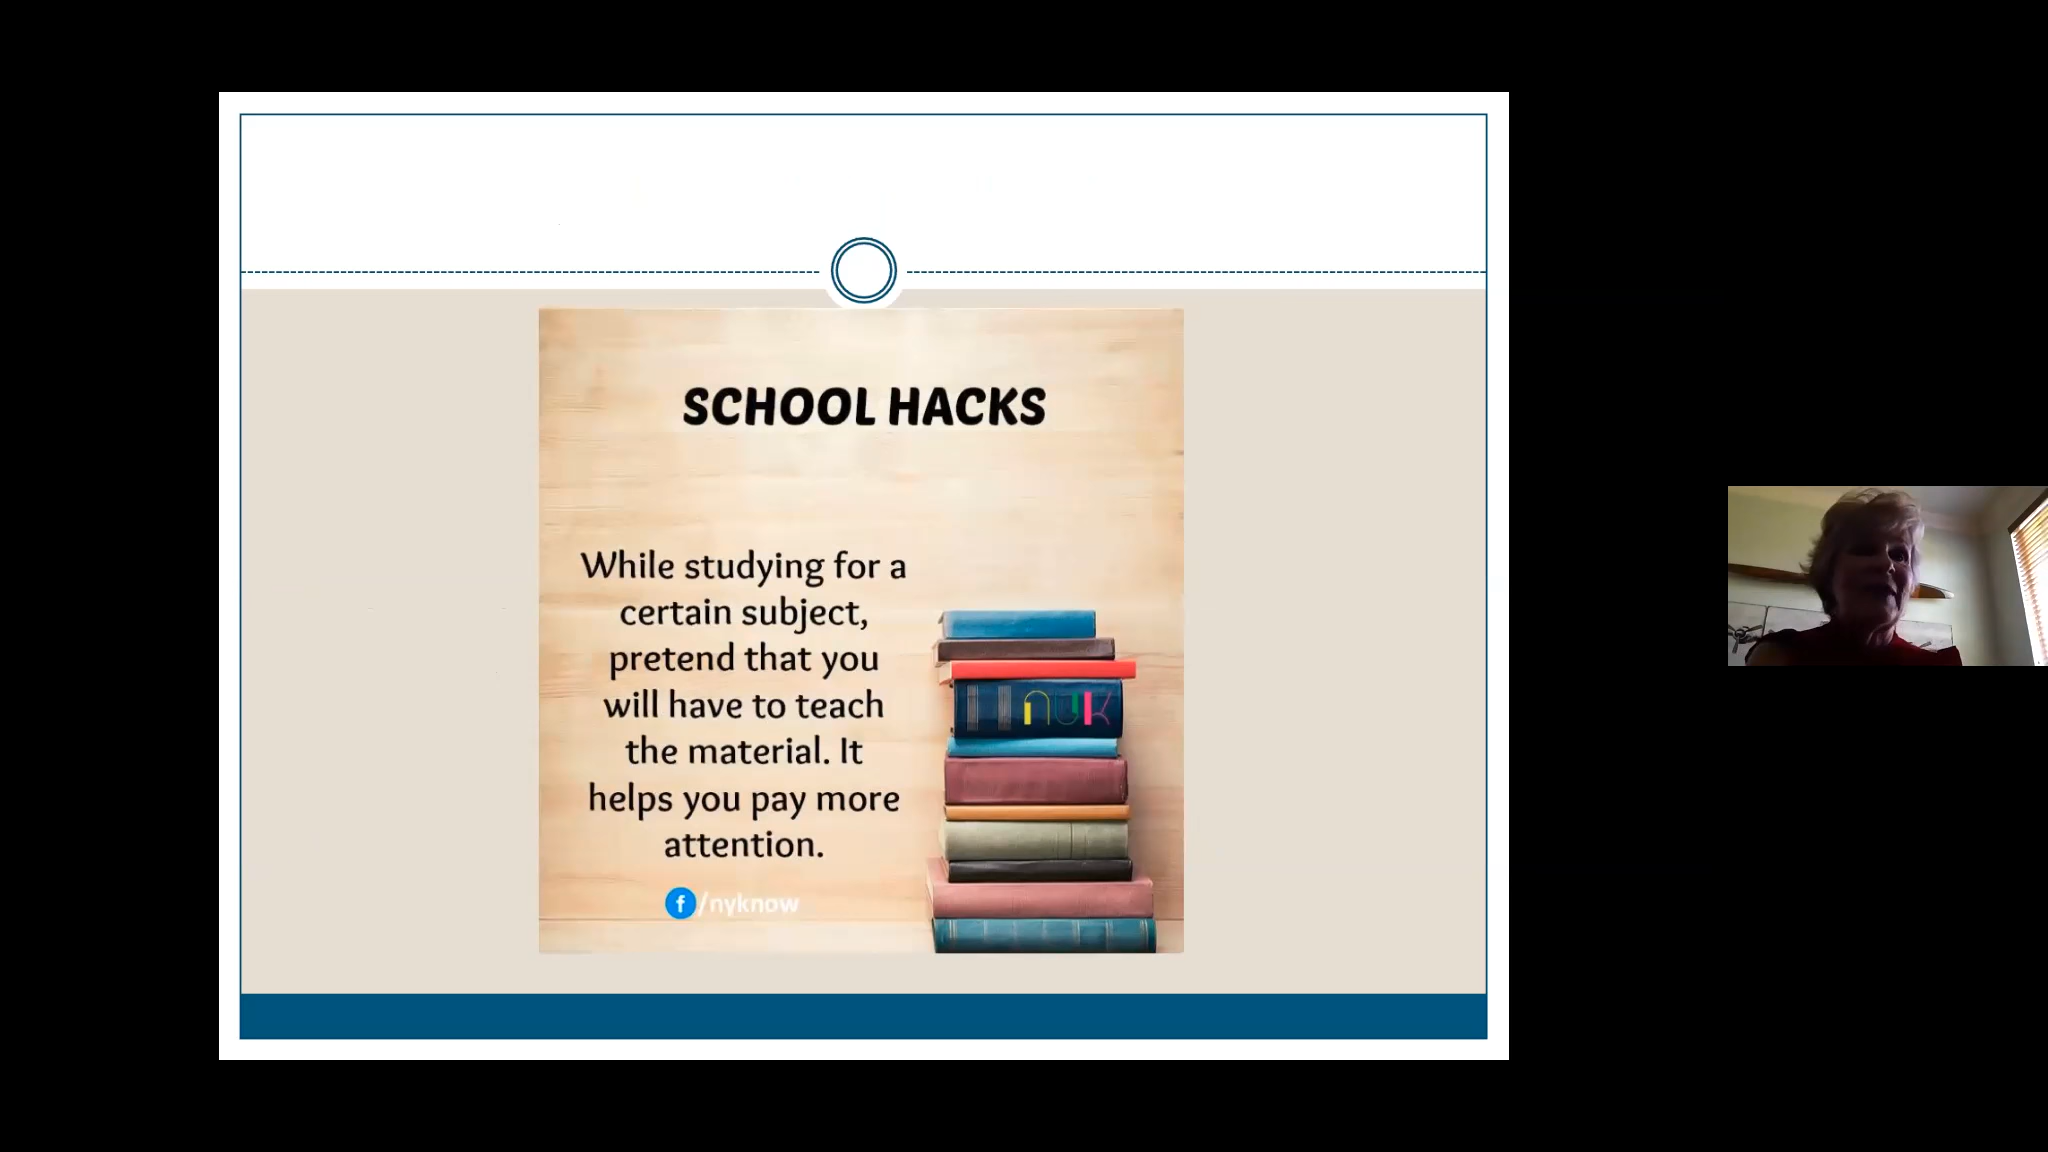 SCHOOL HACKS
While studying for a
certain subject,
pretend that you
will have to teach
the material. It
helps you pay more
attention.
f/nyknow
nuk